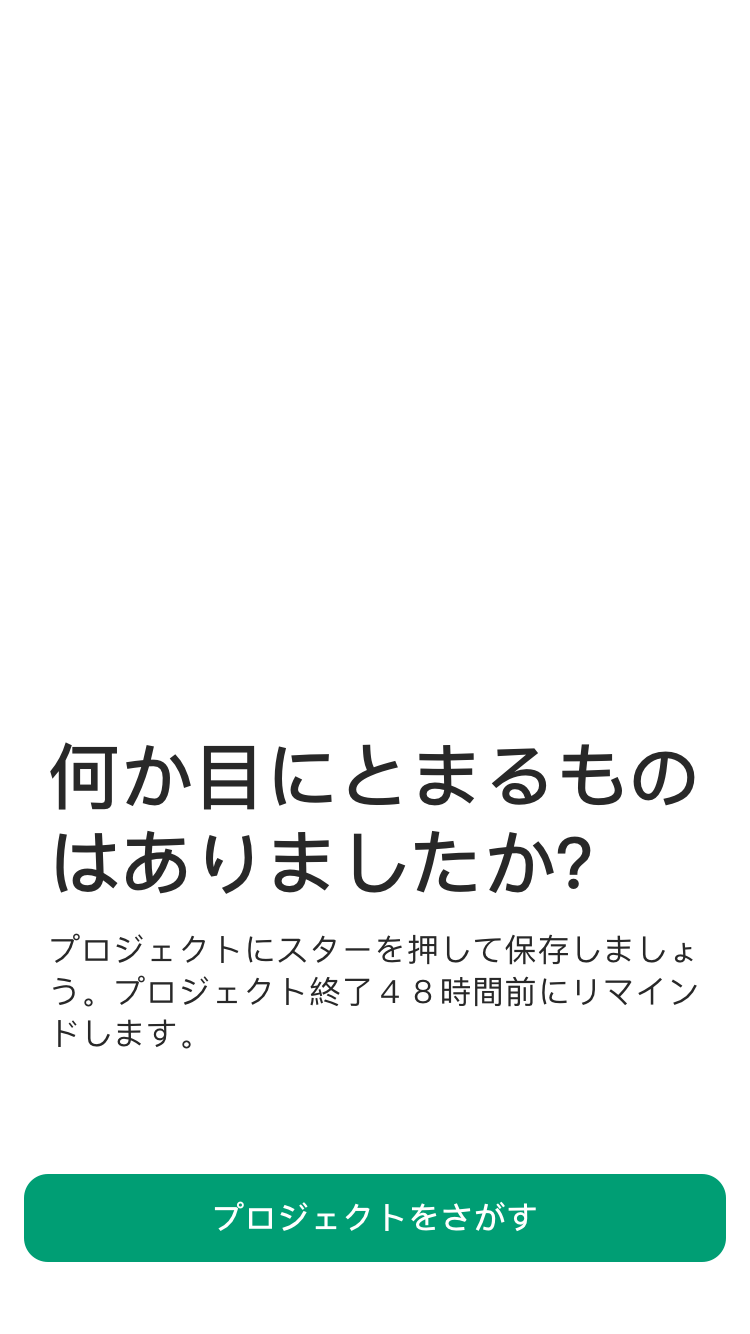 何か目にとまるもの
はありましたか?
プロジェクトにスターを押して保存しましょ
う。プロジェクト終了４８時間前にリマイン
ドします。
プロジェクトをさがす